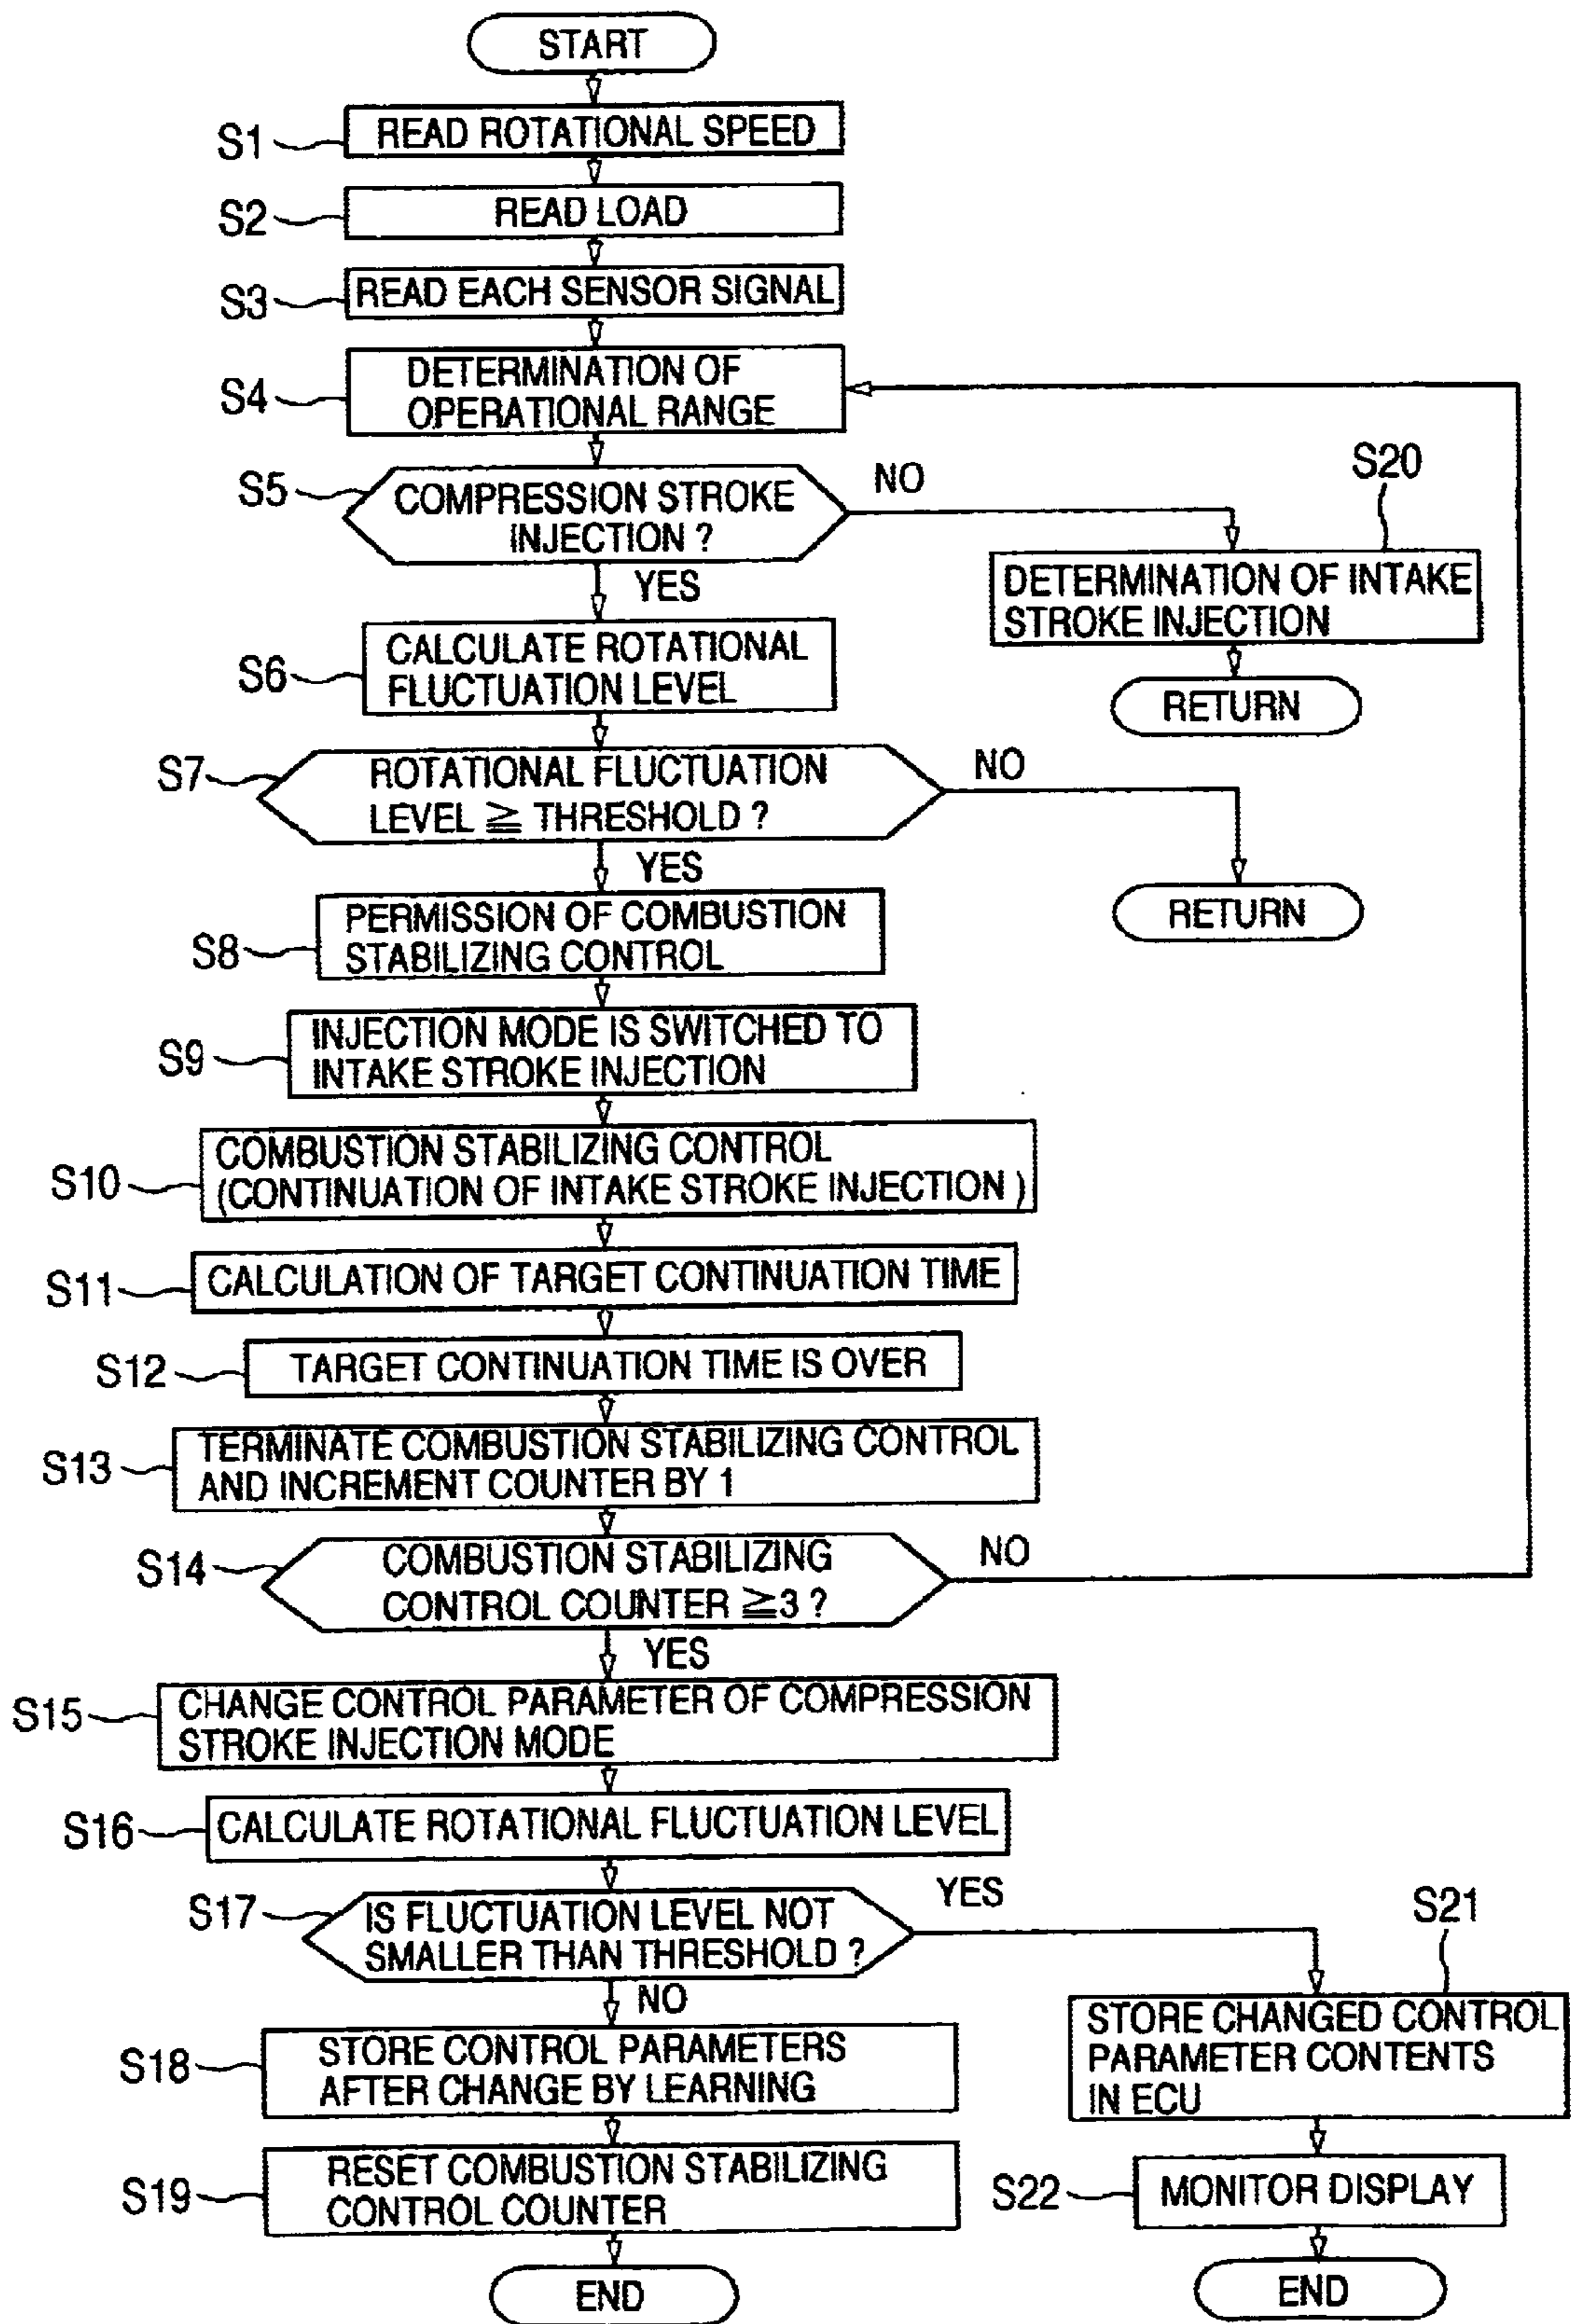 START
S1
READ ROTATIONAL SPEED
S2
READ LOAD
S3
READ EACH SENSOR SIGNAL
S4
DETERMINATION OF
OPERATIONAL RANGE
S5
COMPRESSION STROKE
INJECTION ?
NO
YES
S20
DETERMINATION OF INTAKE
STROKE INJECTION
RETURN
S6
CALCULATE ROTATIONAL
FLUCTUATION LEVEL
S7
ROTATIONAL FLUCTUATION
LEVEL ≧ THRESHOLD ?
NO
YES
RETURN
S8
PERMISSION OF COMBUSTION
STABILIZING CONTROL
S9
INJECTION MODE IS SWITCHED TO
INTAKE STROKE INJECTION
S10
COMBUSTION STABILIZING CONTROL
(CONTINUATION OF INTAKE STROKE INJECTION )
S11
CALCULATION OF TARGET CONTINUATION TIME
S12
TARGET CONTINUATION TIME IS OVER
S13
TERMINATE COMBUSTION STABILIZING CONTROL
AND INCREMENT COUNTER BY 1
S14
COMBUSTION STABILIZING
CONTROL COUNTER ≧3 ?
NO
YES
S15
CHANGE CONTROL PARAMETER OF COMPRESSION
STROKE INJECTION MODE
S16
CALCULATE ROTATIONAL FLUCTUATION LEVEL
S17
IS FLUCTUATION LEVEL NOT
SMALLER THAN THRESHOLD ?
YES
NO
S18
STORE CONTROL PARAMETERS
AFTER CHANGE BY LEARNING
S19
RESET COMBUSTION STABILIZING
CONTROL COUNTER
END
S21
STORE CHANGED CONTROL
PARAMETER CONTENTS
IN ECU
S22
MONITOR DISPLAY
END